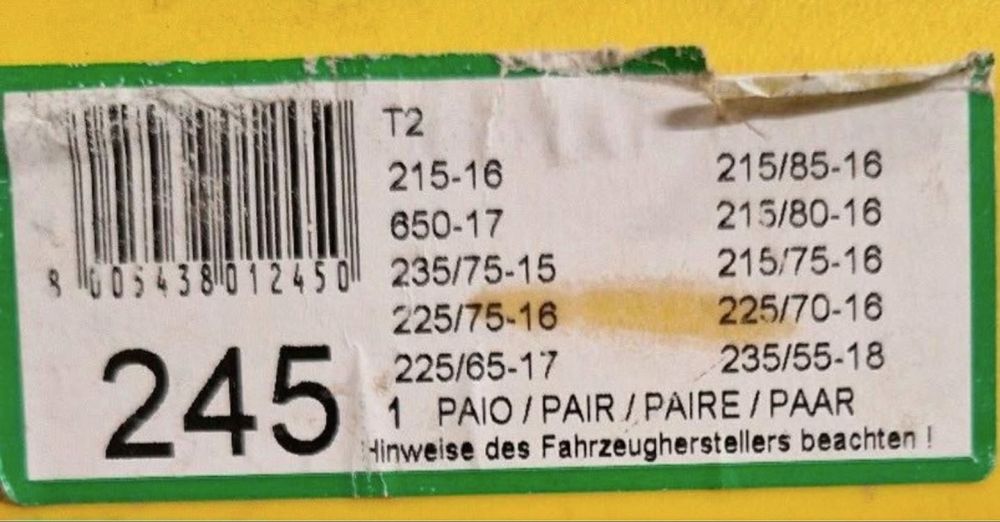 8 005438 012450
245
T2
215-16 215/85-16
650-17 215/80-16
235/75-15 215/75-16
225/75-16 225/70-16
225/65-17 235/55-18
1 PAIO / PAIR / PAIRE / PAAR
Hinweise des Fahrzeugherstellers beachten !